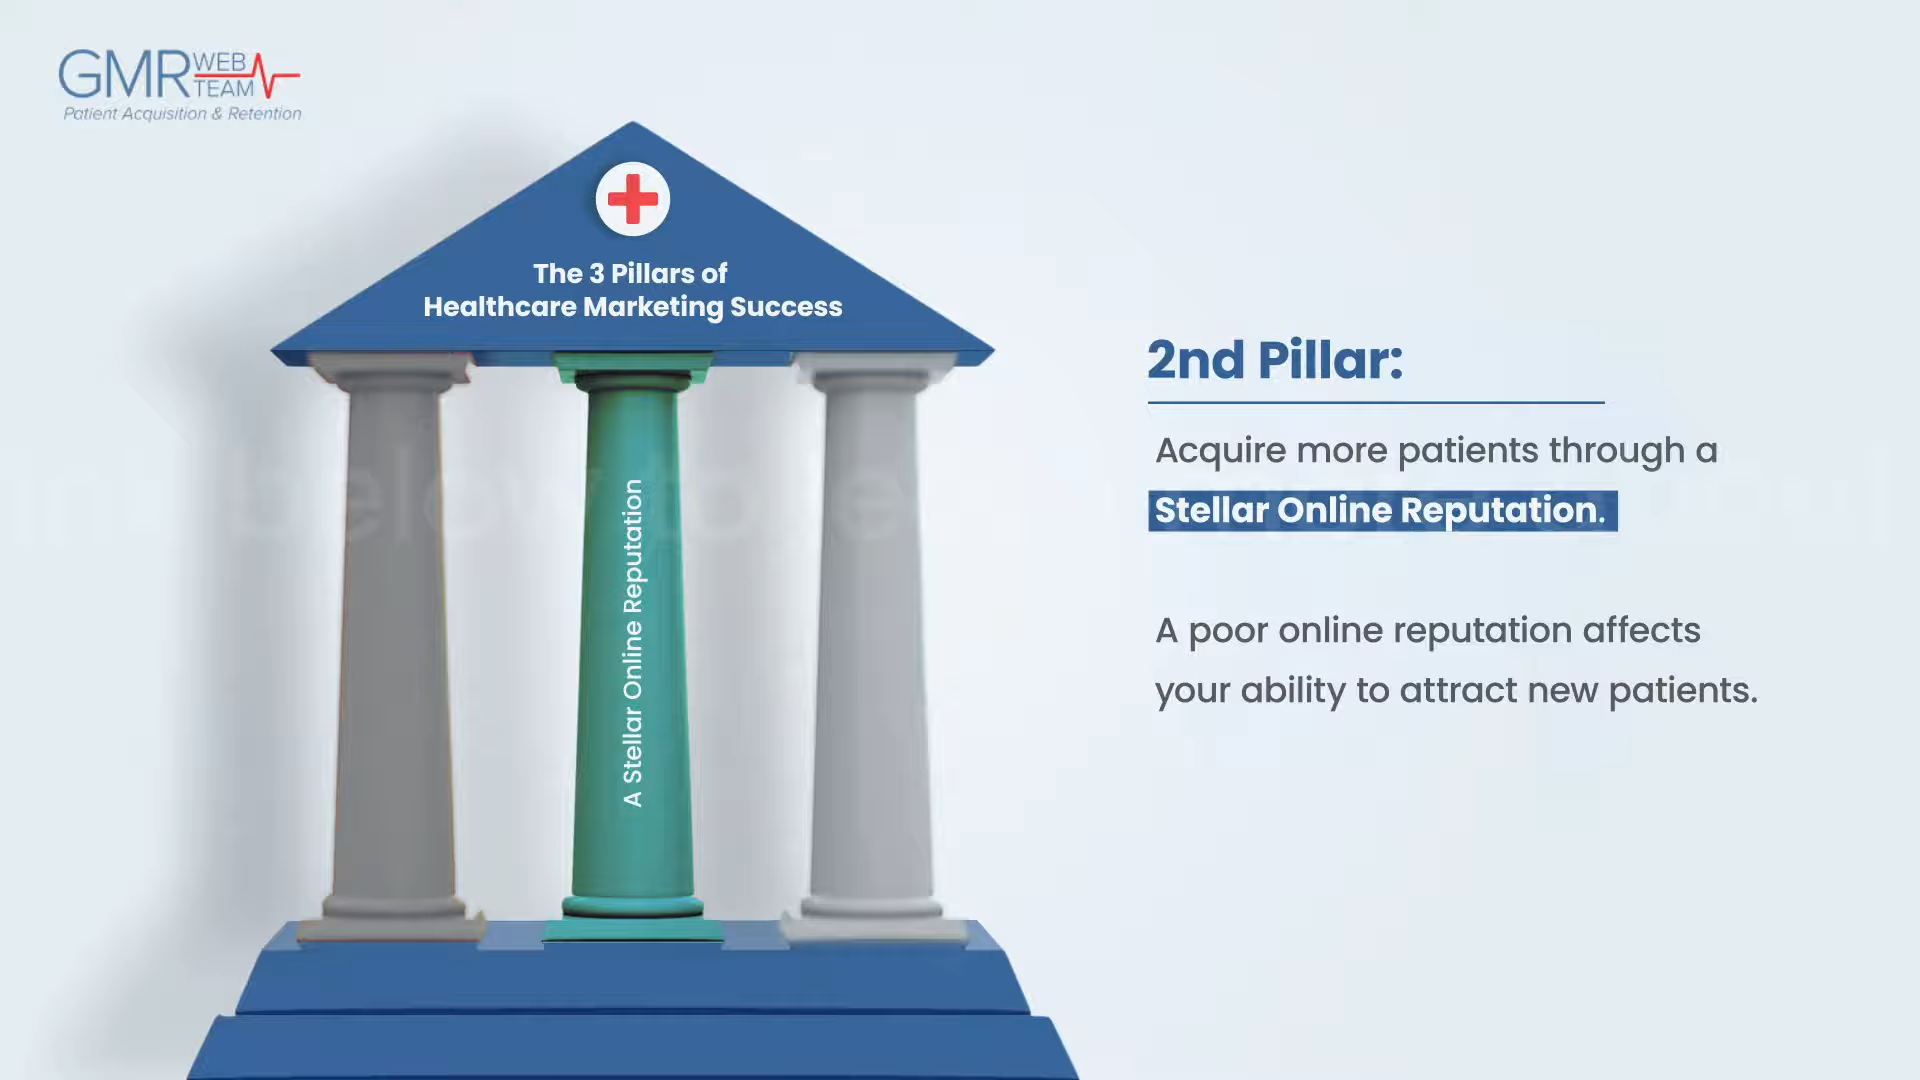 GMR WEB TEAM
Patient Acquisition & Retention
The 3 Pillars of
Healthcare Marketing Success
A Stellar Online Reputation
2nd Pillar:
Acquire more patients through a
Stellar Online Reputation.
A poor online reputation affects
your ability to attract new patients.